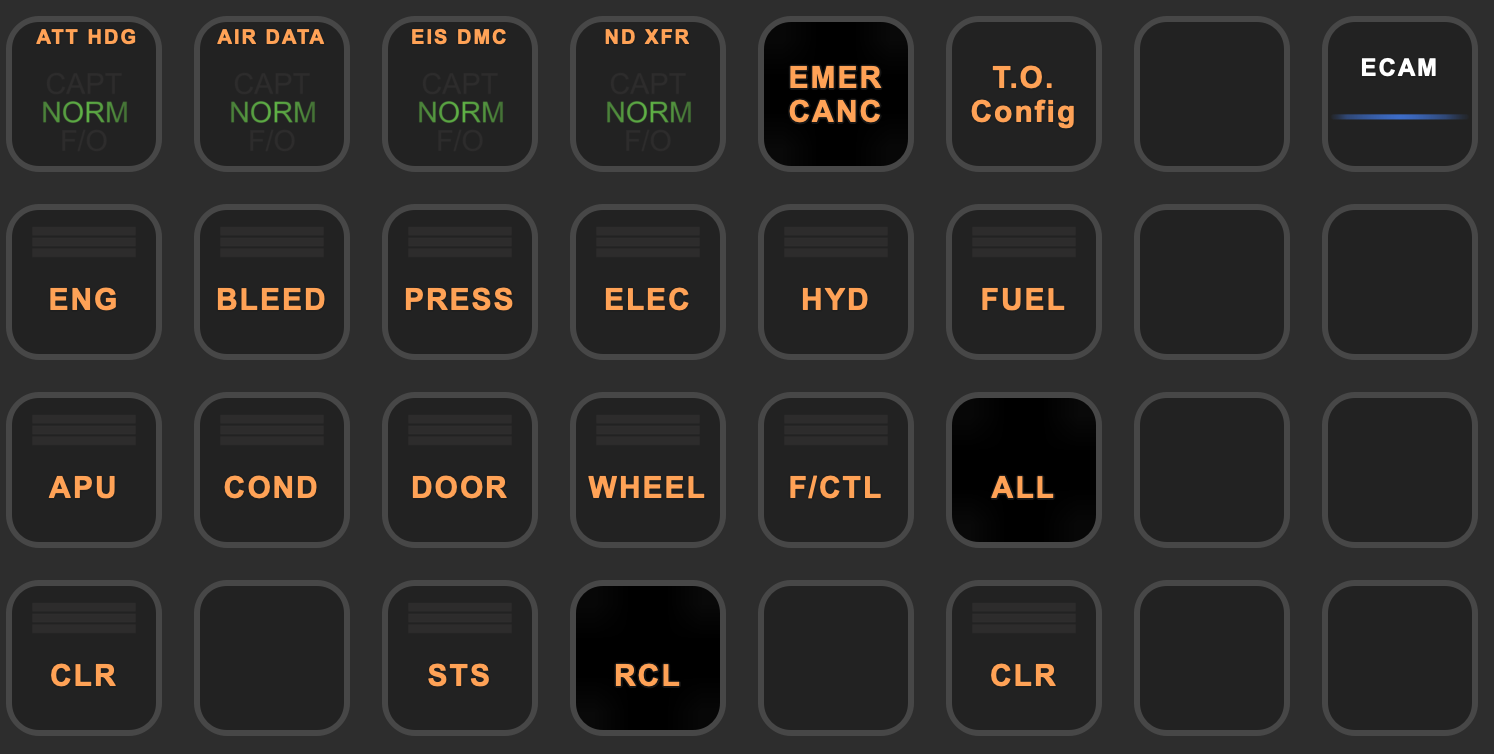 ATT HDG
CAPT
NORM
F/O
AIR DATA
CAPT
NORM
F/O
EIS DMC
CAPT
NORM
F/O
ND XFR
CAPT
NORM
F/O
EMER
CANC
T.O.
Config
ECAM
ENG
BLEED
PRESS
ELEC
HYD
FUEL
APU
COND
DOOR
WHEEL
F/CTL
ALL
CLR
STS
RCL
CLR